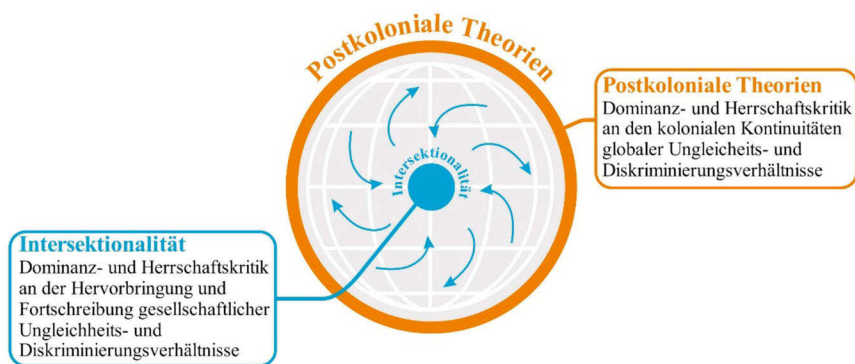 Postkoloniale Theorien
Intersektionalität
Postkoloniale Theorien
Dominanz- und Herrschaftskritik
an den kolonialen Kontinuitäten
globaler Ungleicheits- und
Diskriminierungsverhältnisse
Intersektionalität
Dominanz- und Herrschaftskritik
an der Hervorbringung und
Fortschreibung gesellschaftlicher
Ungleichheits- und
Diskriminierungsverhältnisse